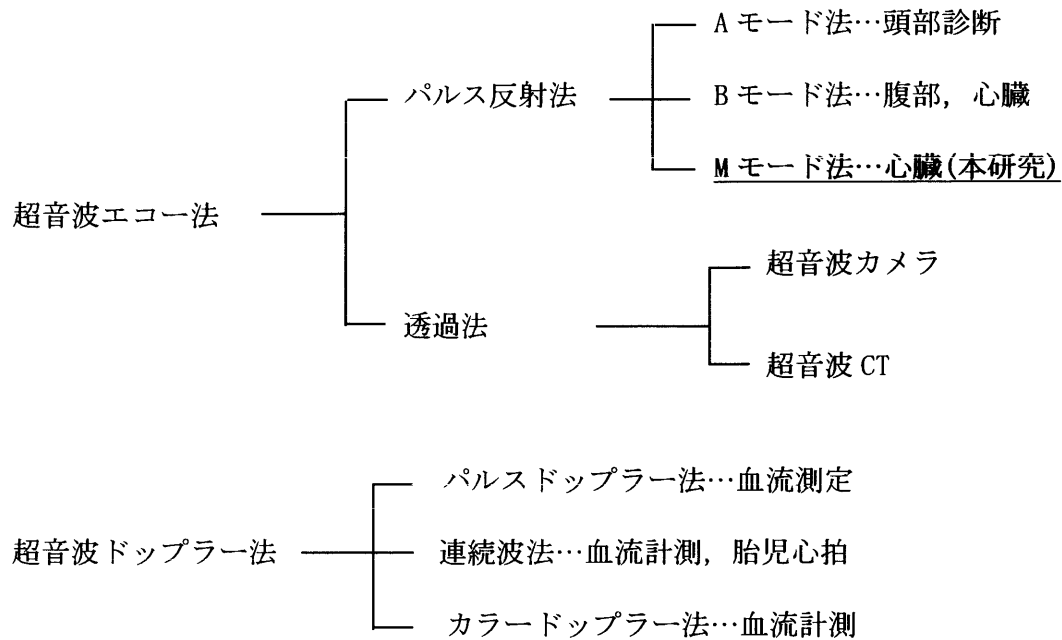 A モード法…頭部診断
パルス反射法
B モード法…腹部，心臓
M モード法…心臓(本研究)
超音波エコー法
超音波カメラ
透過法
超音波 CT
パルスドップラー法…血流測定
超音波ドップラー法
連続波法…血流計測，胎児心拍
カラードップラー法…血流計測